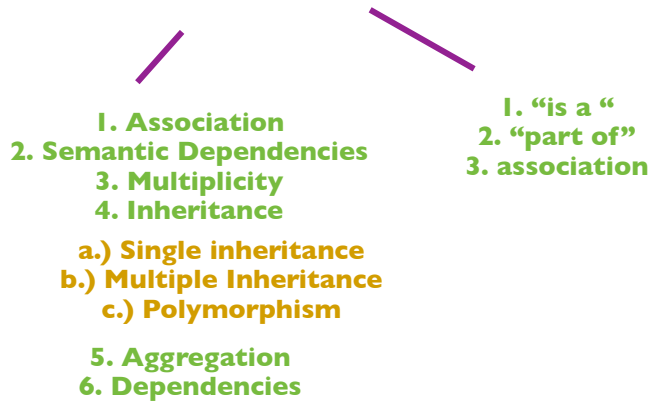 1. Association
2. Semantic Dependencies
3. Multiplicity
4. Inheritance
a.) Single inheritance
b.) Multiple Inheritance
c.) Polymorphism
5. Aggregation
6. Dependencies
1. “is a “
2. “part of”
3. association